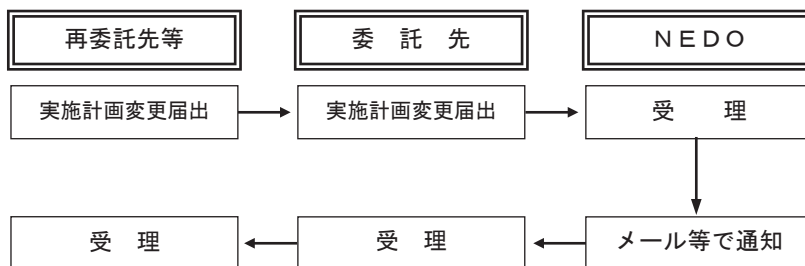 再委託先等
委 託 先
NEDO
実施計画変更届出
実施計画変更届出
受 理
受 理
受 理
メール等で通知